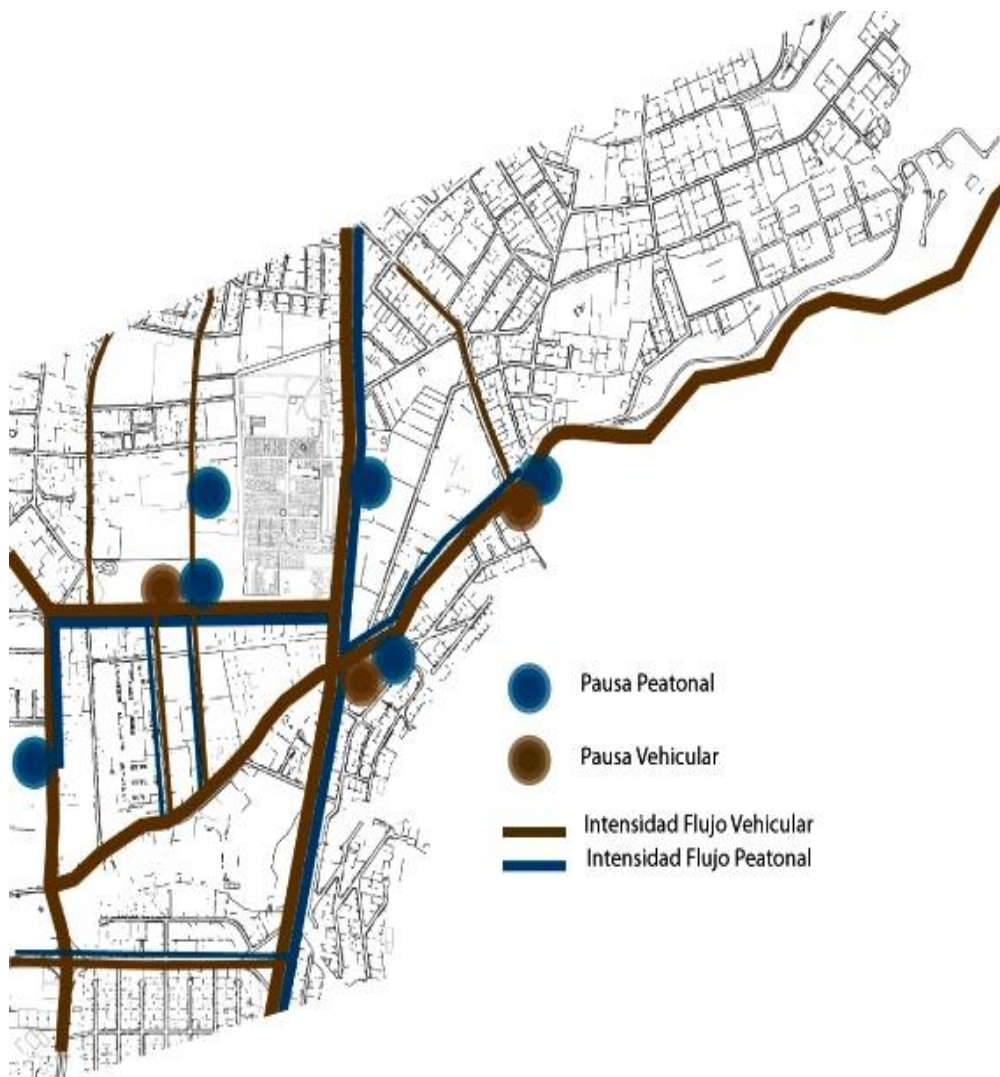 Pausa Peatonal
Pausa Vehicular
Intensidad Flujo Vehicular
Intensidad Flujo Peatonal